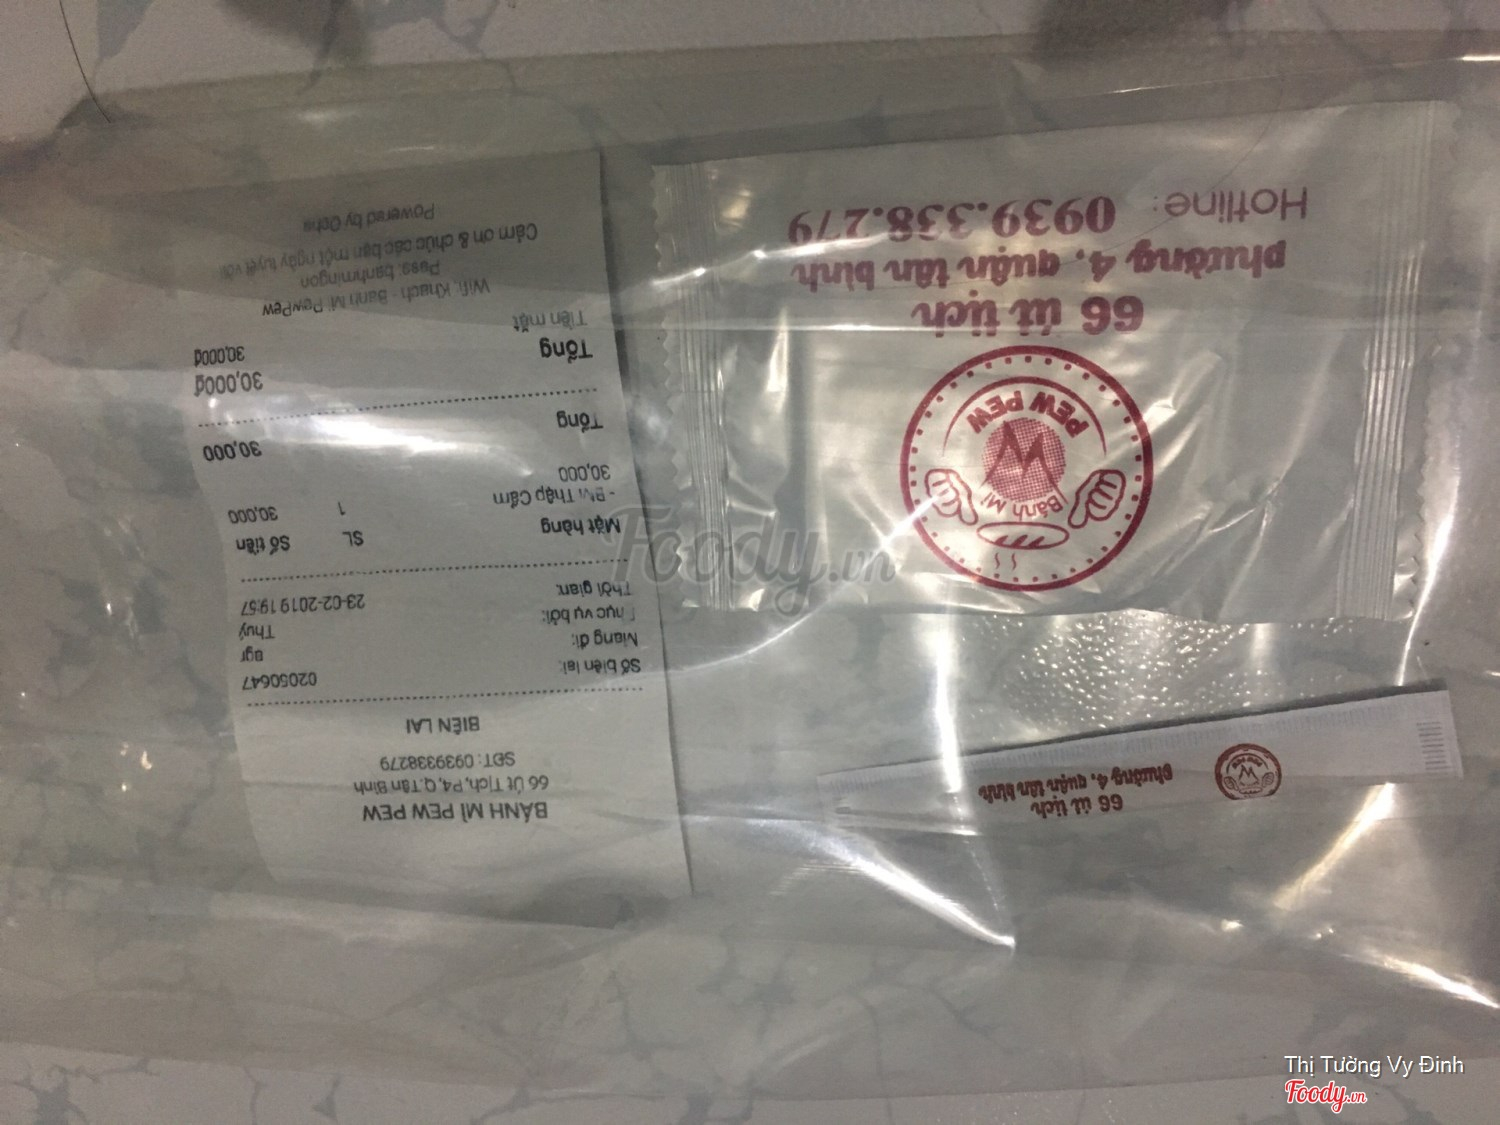 BÁNH MÌ PEW PEW
66 Út Tịch, P4, Q.Tân Bình
SĐT: 0939338279
BIÊN LAI
Số biên lai: 02050647
Mang đi: agr
Phục vụ bởi: Thuý
Thời gian: 23-02-2019 19:57
Mặt hàng SL Số tiền
- BMi Thập Cẩm 1 30,000
30,000
Tổng 30,000
Tổng 30,000₫
Tiền mặt 30,000₫
Wifi: Khach - Banh Mi PewPew
Pass: banhmingon
Cảm ơn & chúc các bạn một ngày tuyệt vời
Powered by Ocha
Bánh Mì
PEW PEW
66 út tịch
phường 4, quận tân bình
Hotline: 0939.338.279
66 út tịch
phường 4, quận tân bình
Foody.vn
Thị Tường Vy Đinh
Foody.vn